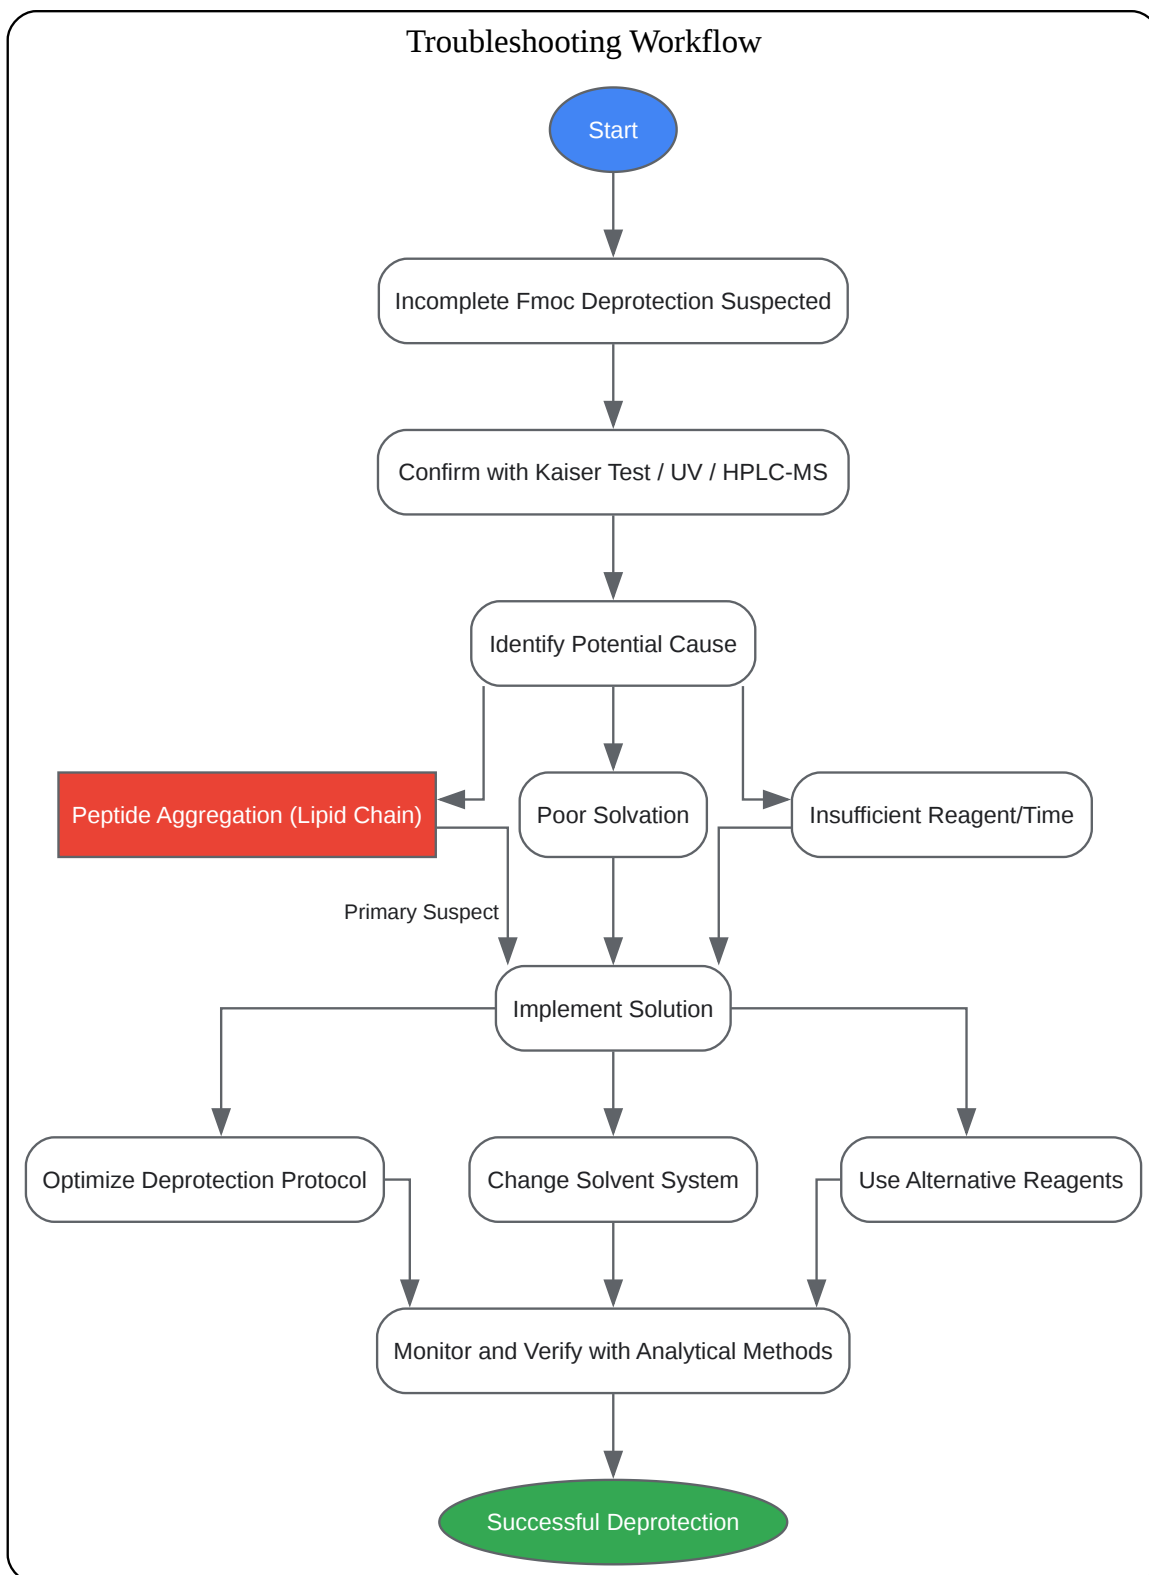 Troubleshooting Workflow
Start
Incomplete Fmoc Deprotection Suspected
Confirm with Kaiser Test / UV / HPLC-MS
Identify Potential Cause
Peptide Aggregation (Lipid Chain)
Poor Solvation
Insufficient Reagent/Time
Primary Suspect
Implement Solution
Optimize Deprotection Protocol
Change Solvent System
Use Alternative Reagents
Monitor and Verify with Analytical Methods
Successful Deprotection